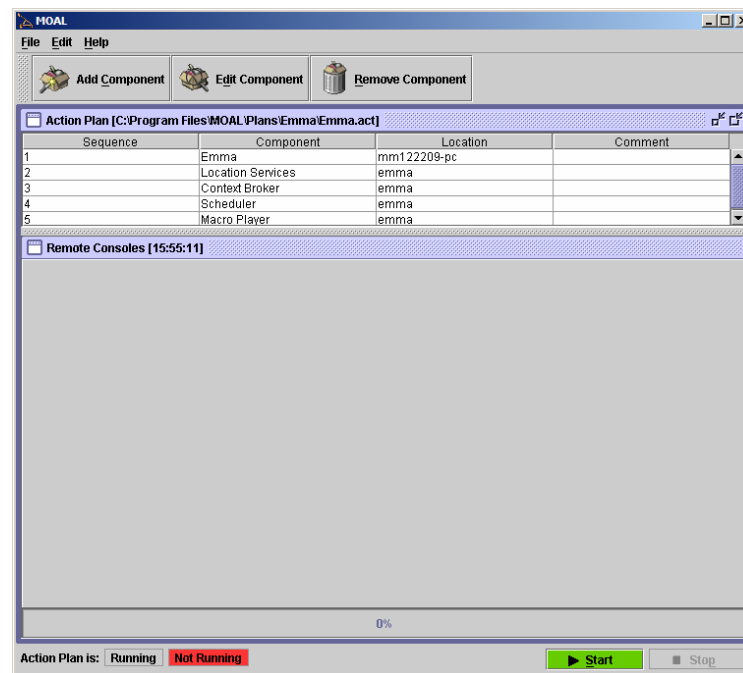 MOAL
File Edit Help
Add Component Edit Component Remove Component
Action Plan [C:\Program Files\MOAL\Plans\Emma\Emma.act]
Sequence Component Location Comment
1 Emma mm122209-pc
2 Location Services emma
3 Context Broker emma
4 Scheduler emma
5 Macro Player emma
Remote Consoles [15:55:11]
0%
Action Plan is: Running Not Running Start Stop